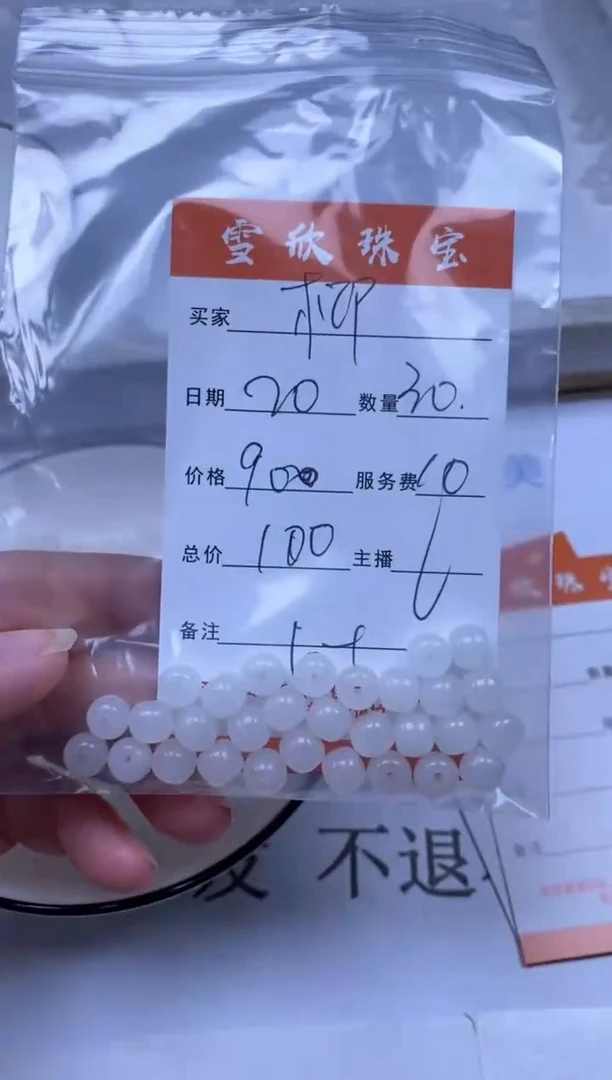 雪欣珠宝
买家 柳
日期 20 数量 30.
价格 900 服务费 10
总价 100 主播
备注
发 不退